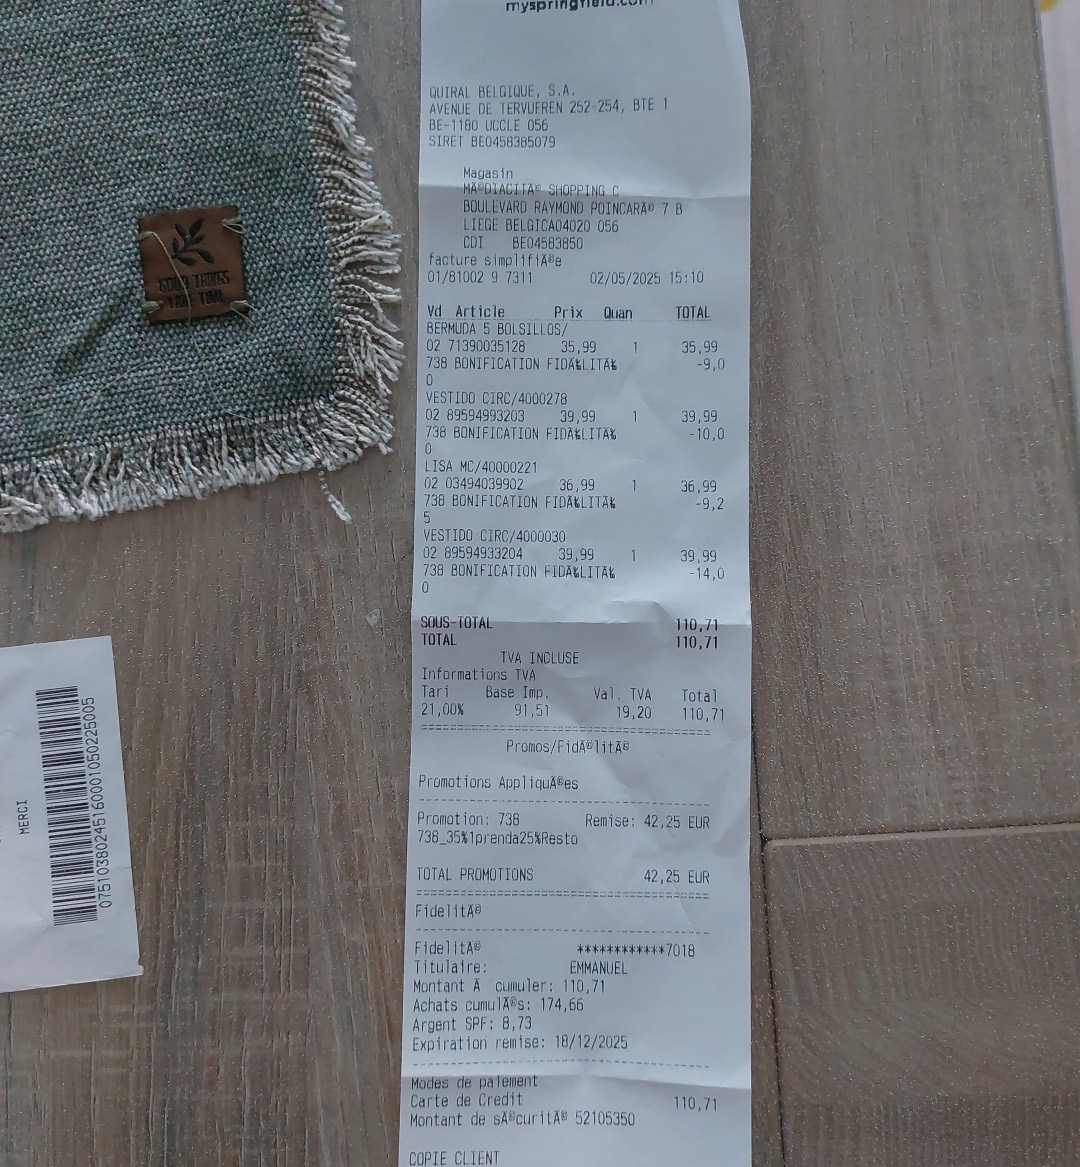 myspringfield.com
QUIRAL BELGIQUE, S.A.
AVENUE DE TERVUEREN 252-254, BTE 1
BE-1180 UCCLE 056
SIRET BE0458385079
Magasin
MÃ©DIACITÃ© SHOPPING C
BOULEVARD RAYMOND POINCARÃ© 7 B
LIEGE BELGICA04020 056
CDI BE04583850
facture simplifiÃ©e
01/81002 9 7311 02/05/2025 15:10
Vd Article Prix Quan TOTAL
BERMUDA 5 BOLSILLOS/
02 71390035128 35,99 1 35,99
738 BONIFICATION FIDÃ‰LITÃ‰ -9,0
0
VESTIDO CIRC/4000278
02 89594993203 39,99 1 39,99
738 BONIFICATION FIDÃ‰LITÃ‰ -10,0
0
LISA MC/40000221
02 03494039902 36,99 1 36,99
738 BONIFICATION FIDÃ‰LITÃ‰ -9,2
5
VESTIDO CIRC/4000030
02 89594933204 39,99 1 39,99
738 BONIFICATION FIDÃ‰LITÃ‰ -14,0
0
SOUS-TOTAL 110,71
TOTAL 110,71
TVA INCLUSE
Informations TVA
Tari Base Imp. Val. TVA Total
21,00% 91,51 19,20 110,71
Promos/FidÃ©litÃ©
Promotions AppliquÃ©es
Promotion: 738 Remise: 42,25 EUR
738_35%1prenda25%Resto
TOTAL PROMOTIONS 42,25 EUR
FidelitÃ©
FidelitÃ© ************7018
Titulaire: EMMANUEL
Montant Ã cumuler: 110,71
Achats cumulÃ©s: 174,66
Argent SPF: 8,73
Expiration remise: 18/12/2025
Modes de paiement
Carte de Credit 110,71
Montant de sÃ©curitÃ© 52105350
COPIE CLIENT
GOOD THINGS
TAKE TIME
MERCI
07510380245160001050225005